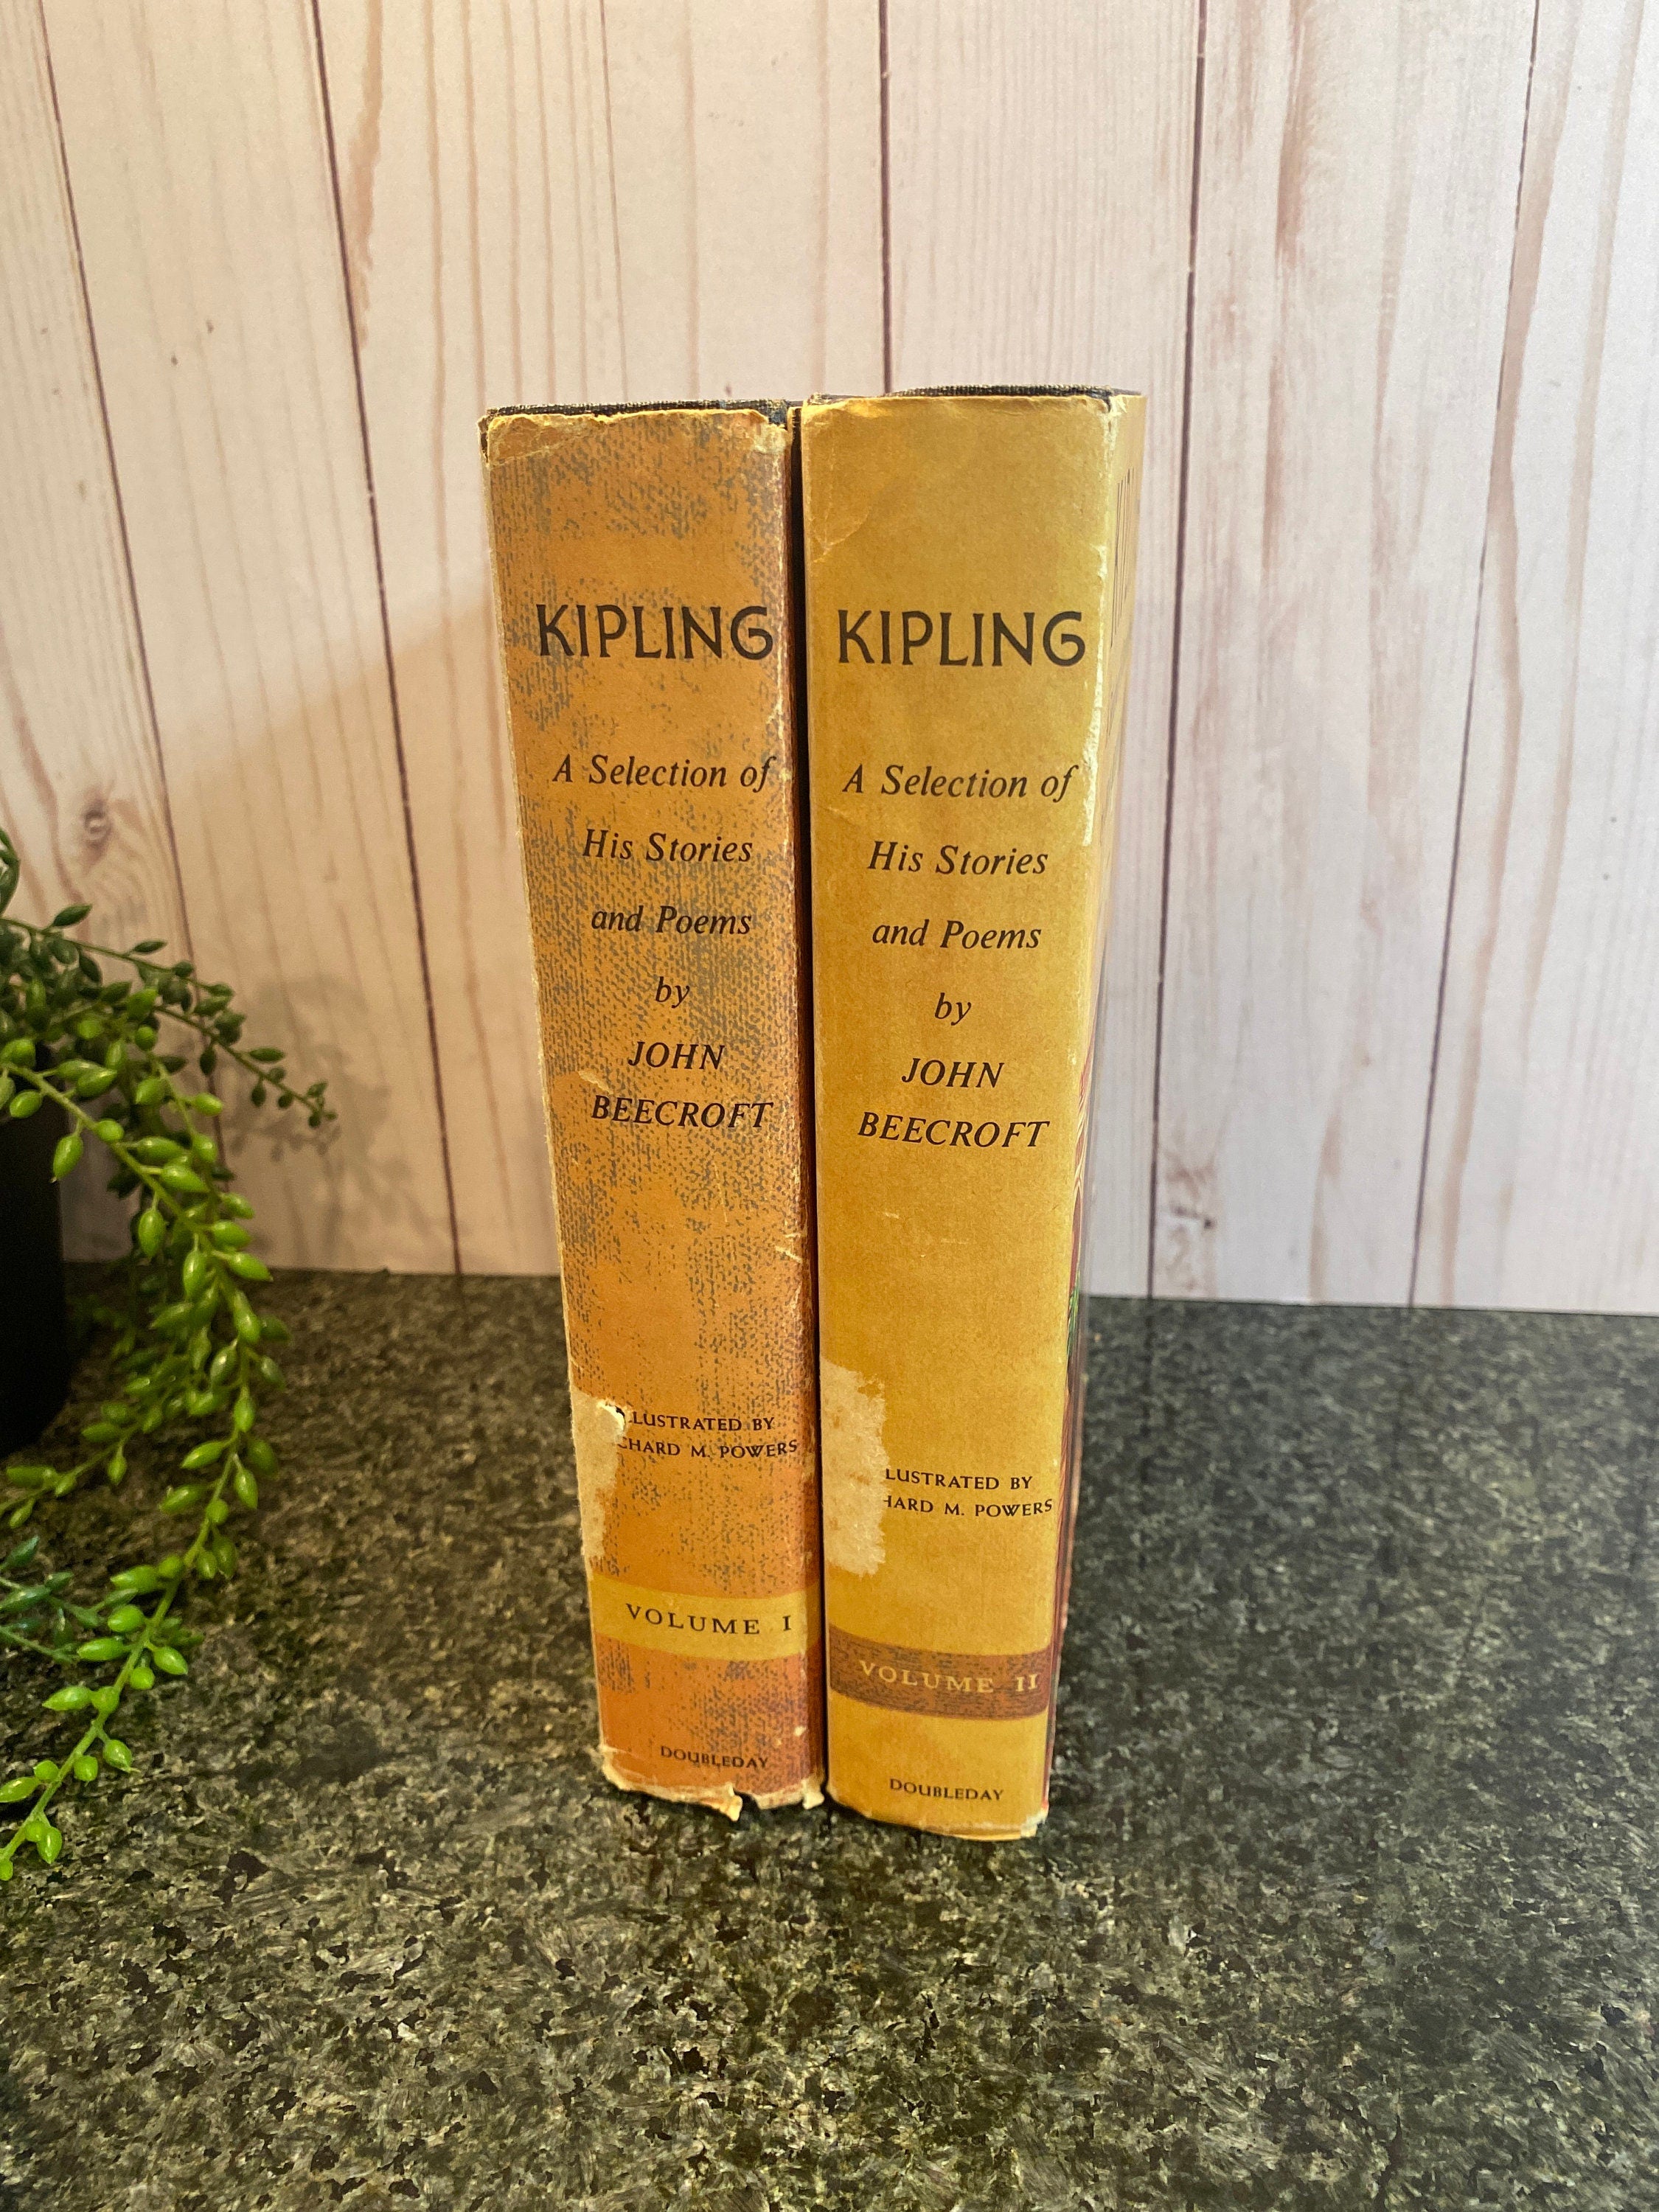 KIPLING
A Selection of
His Stories
and Poems
by
JOHN
BEECROFT
LLUSTRATED BY
CHARD M. POWERS
VOLUME I
DOUBLEDAY
KIPLING
A Selection of
His Stories
and Poems
by
JOHN
BEECROFT
LUSTRATED BY
HARD M. POWERS
VOLUME II
DOUBLEDAY